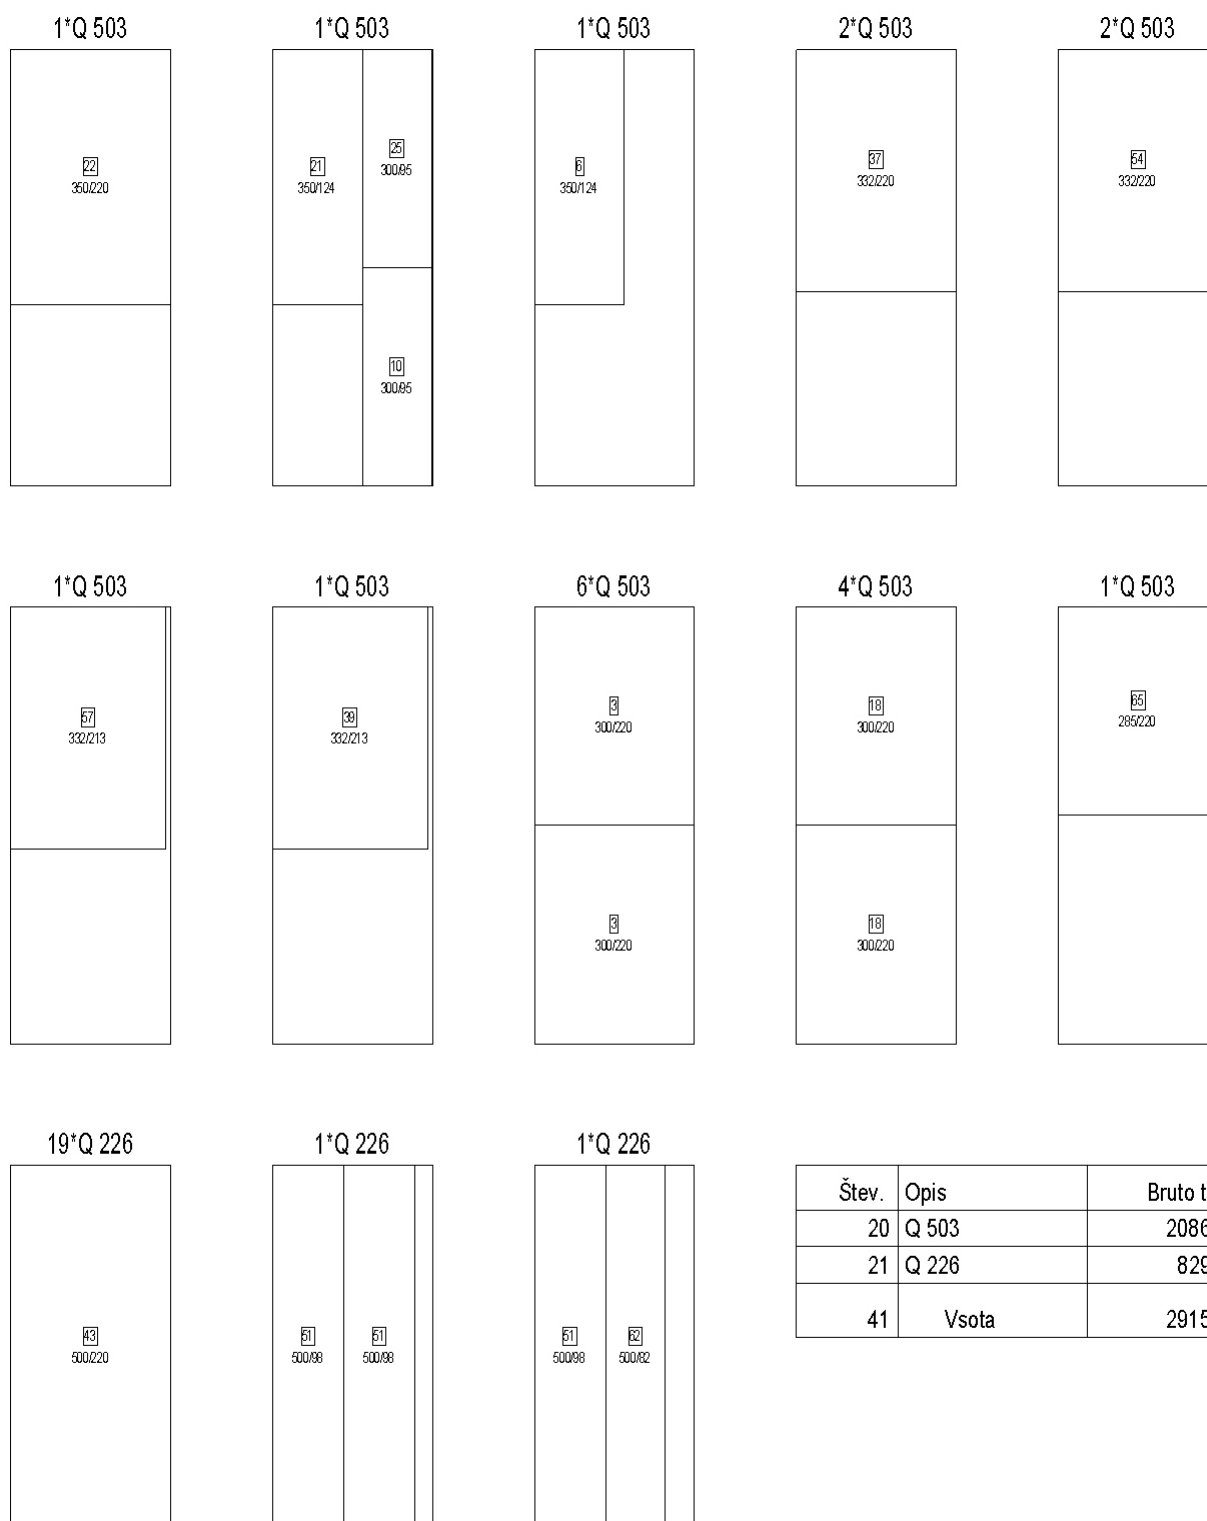 1*Q 503
1*Q 503
1*Q 503
2*Q 503
2*Q 503
22
350/220
21
350/124
25
300/95
10
300/95
6
350/124
37
332/220
54
332/220
1*Q 503
1*Q 503
6*Q 503
4*Q 503
1*Q 503
57
332/213
39
332/213
3
300/220
3
300/220
18
300/220
18
300/220
65
285/220
19*Q 226
1*Q 226
1*Q 226
43
500/220
51
500/98
51
500/98
51
500/98
62
500/82
Štev. Opis Bruto t
20 Q 503 2086
21 Q 226 829
41 Vsota 2915